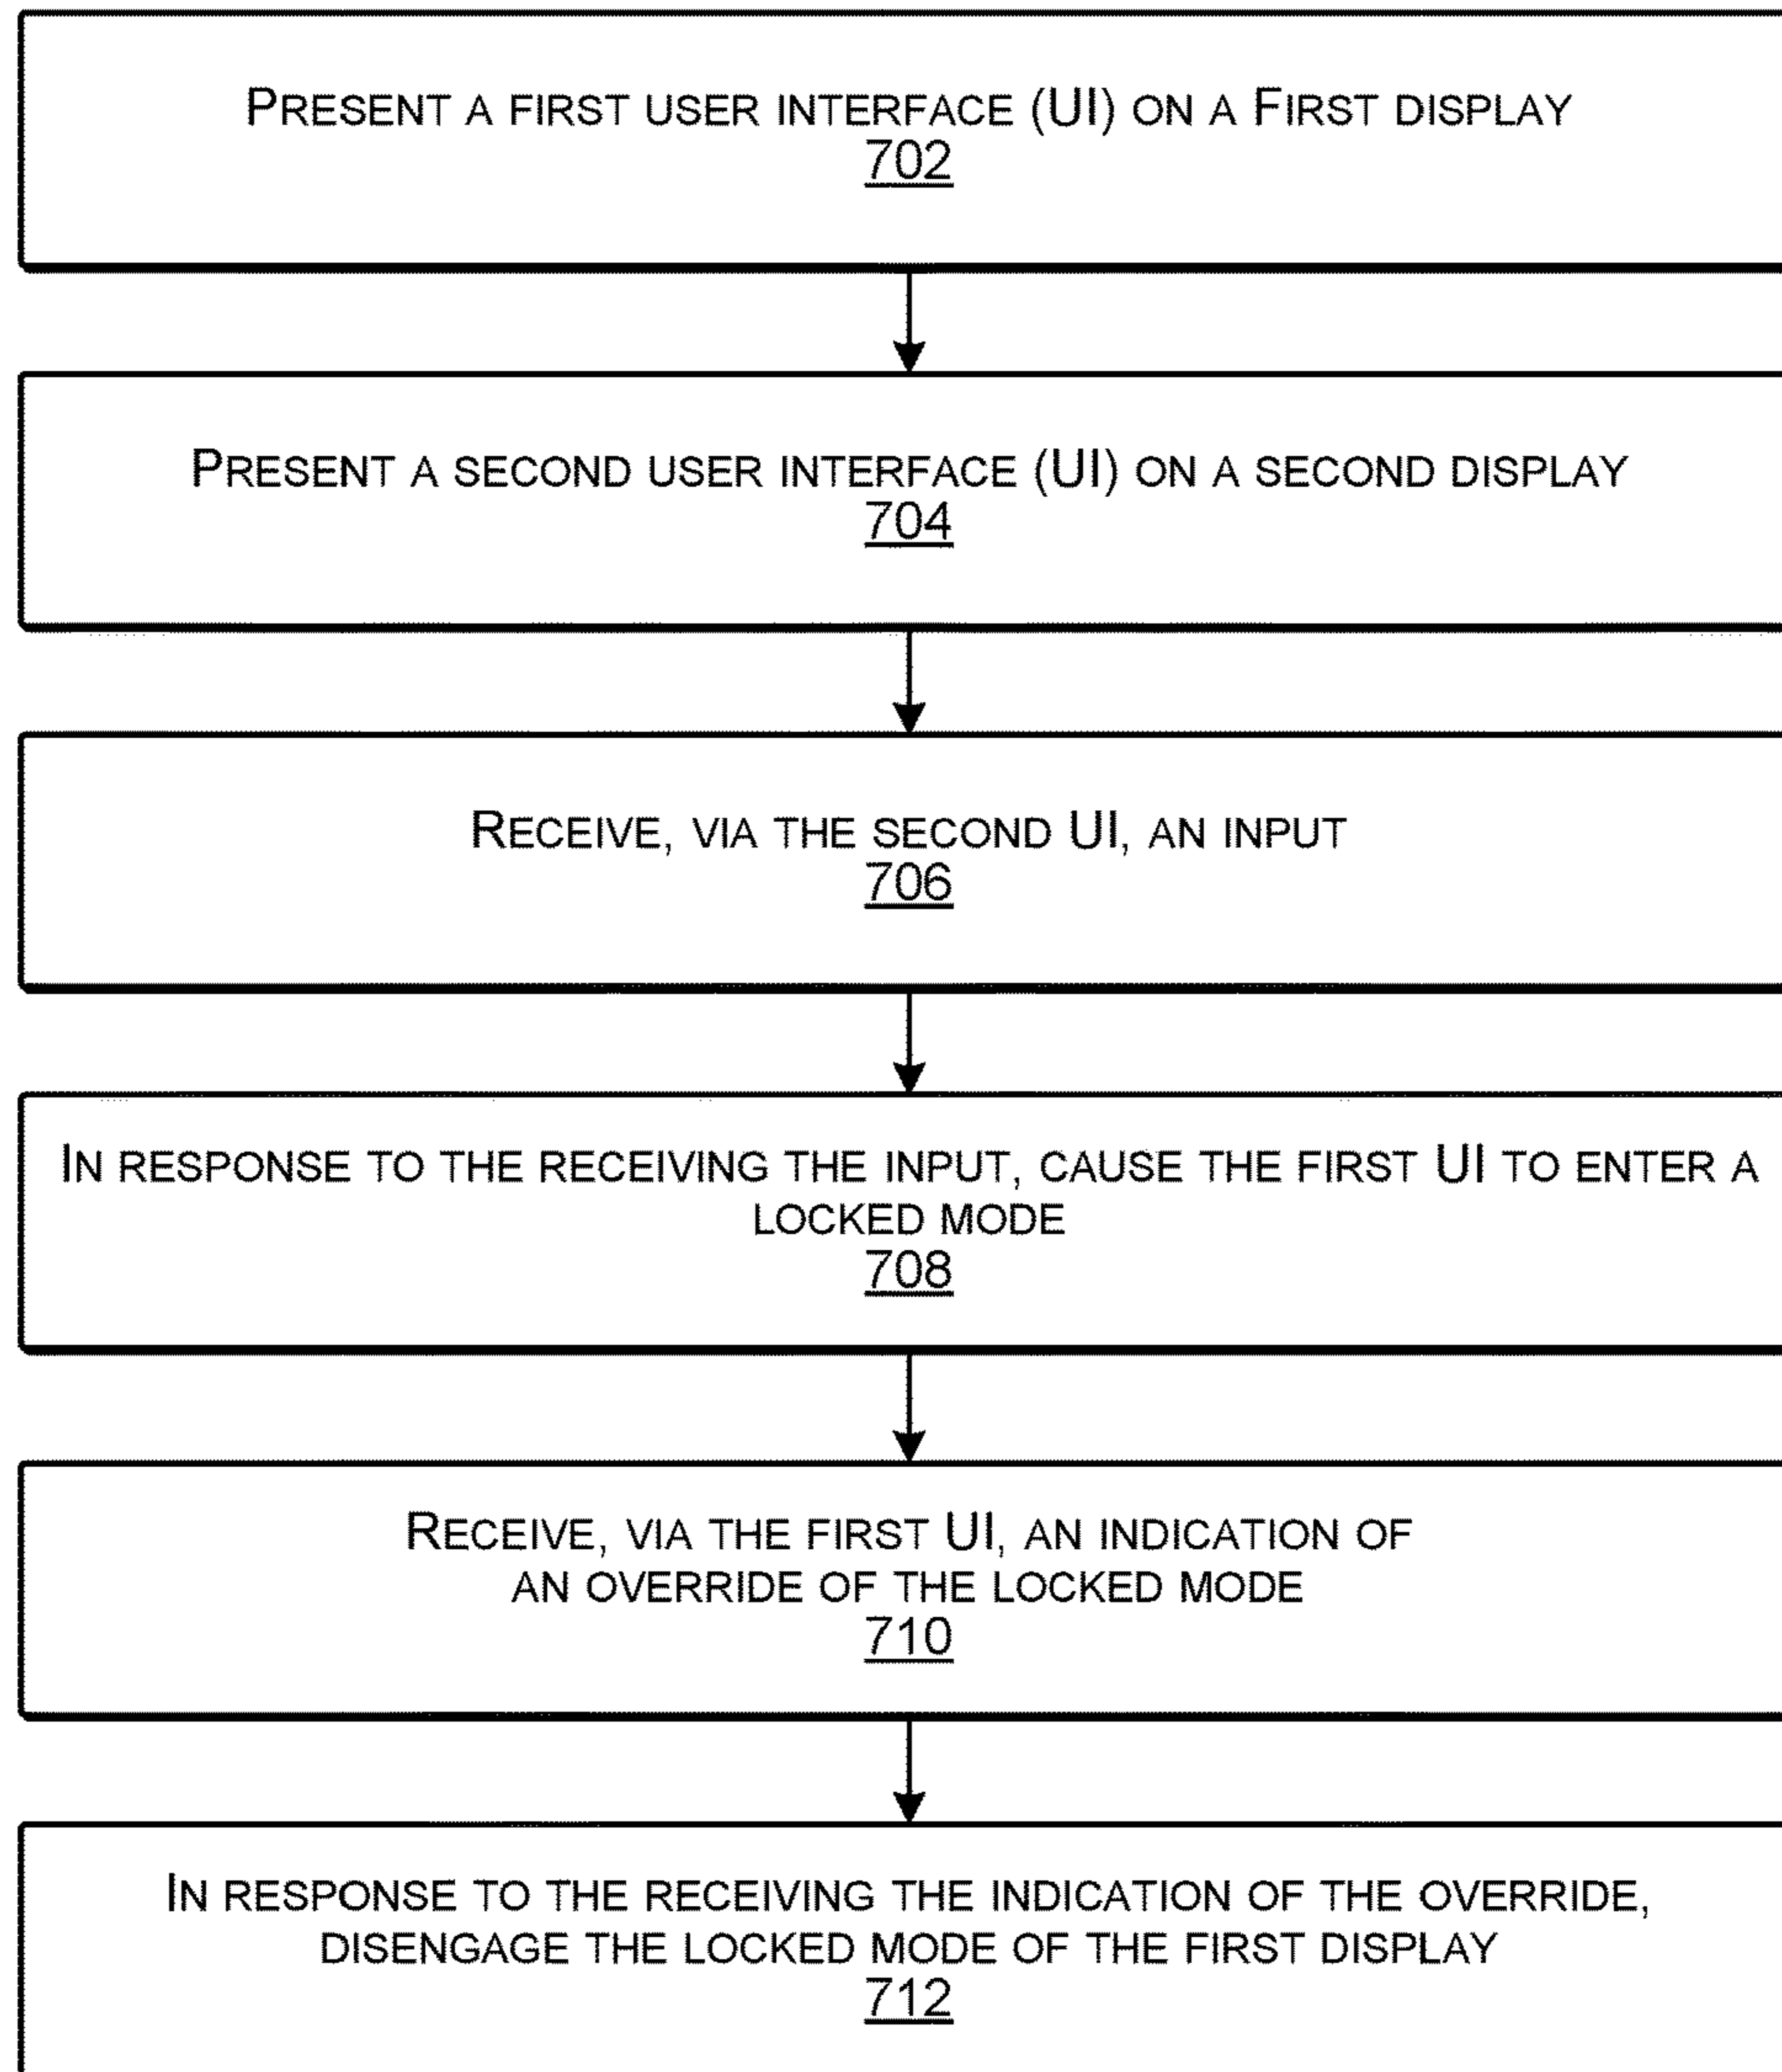 PRESENT A FIRST USER INTERFACE (UI) ON A FIRST DISPLAY
702
PRESENT A SECOND USER INTERFACE (UI) ON A SECOND DISPLAY
704
RECEIVE, VIA THE SECOND UI, AN INPUT
706
IN RESPONSE TO THE RECEIVING THE INPUT, CAUSE THE FIRST UI TO ENTER A
LOCKED MODE
708
RECEIVE, VIA THE FIRST UI, AN INDICATION OF
AN OVERRIDE OF THE LOCKED MODE
710
IN RESPONSE TO THE RECEIVING THE INDICATION OF THE OVERRIDE,
DISENGAGE THE LOCKED MODE OF THE FIRST DISPLAY
712